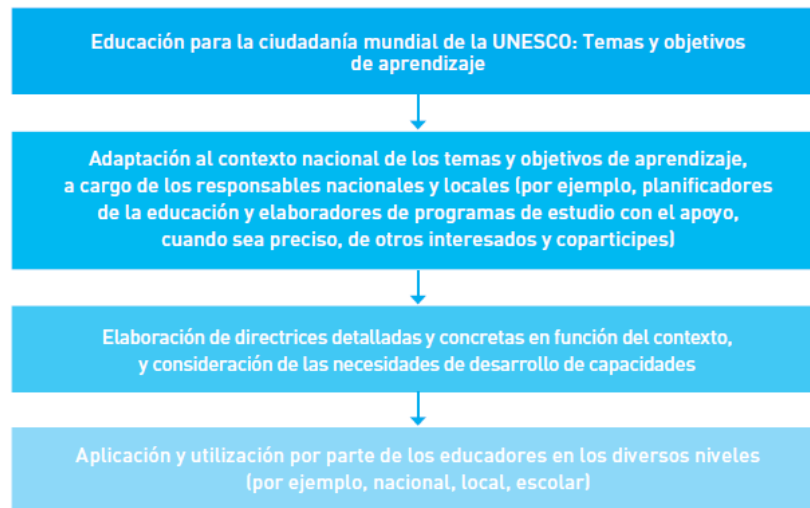 Educación para la ciudadanía mundial de la UNESCO: Temas y objetivos
de aprendizaje
Adaptación al contexto nacional de los temas y objetivos de aprendizaje,
a cargo de los responsables nacionales y locales (por ejemplo, planificadores
de la educación y elaboradores de programas de estudio con el apoyo,
cuando sea preciso, de otros interesados y coparticipes)
Elaboración de directrices detalladas y concretas en función del contexto,
y consideración de las necesidades de desarrollo de capacidades
Aplicación y utilización por parte de los educadores en los diversos niveles
(por ejemplo, nacional, local, escolar)